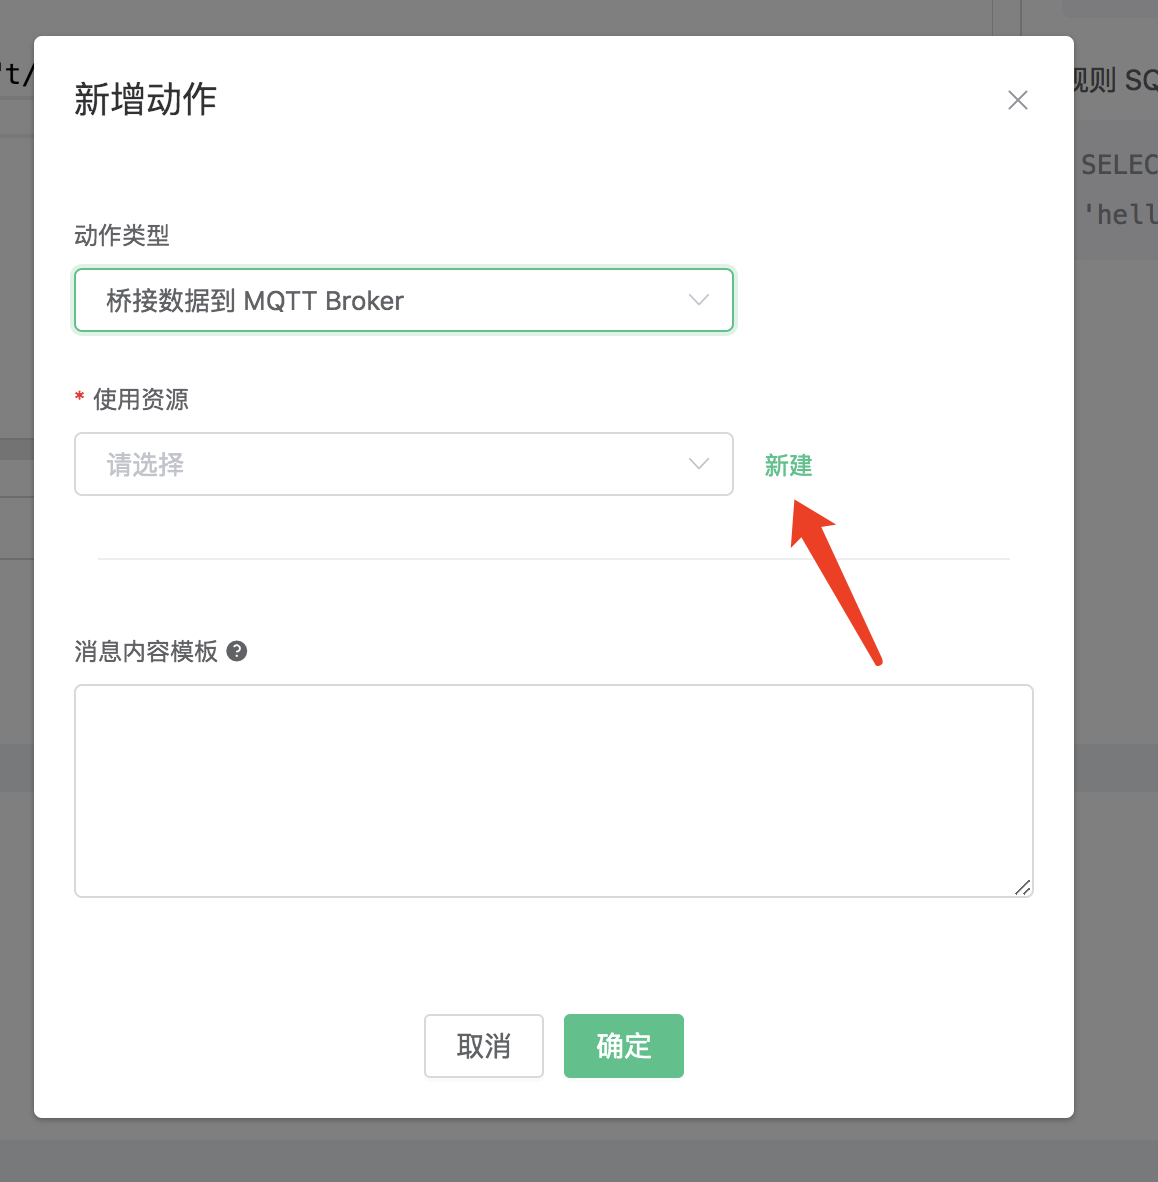 't/
新增动作
规则 SQ
SELEC
'hell
动作类型
桥接数据到 MQTT Broker
* 使用资源
请选择
新建
消息内容模板 ?
取消
确定